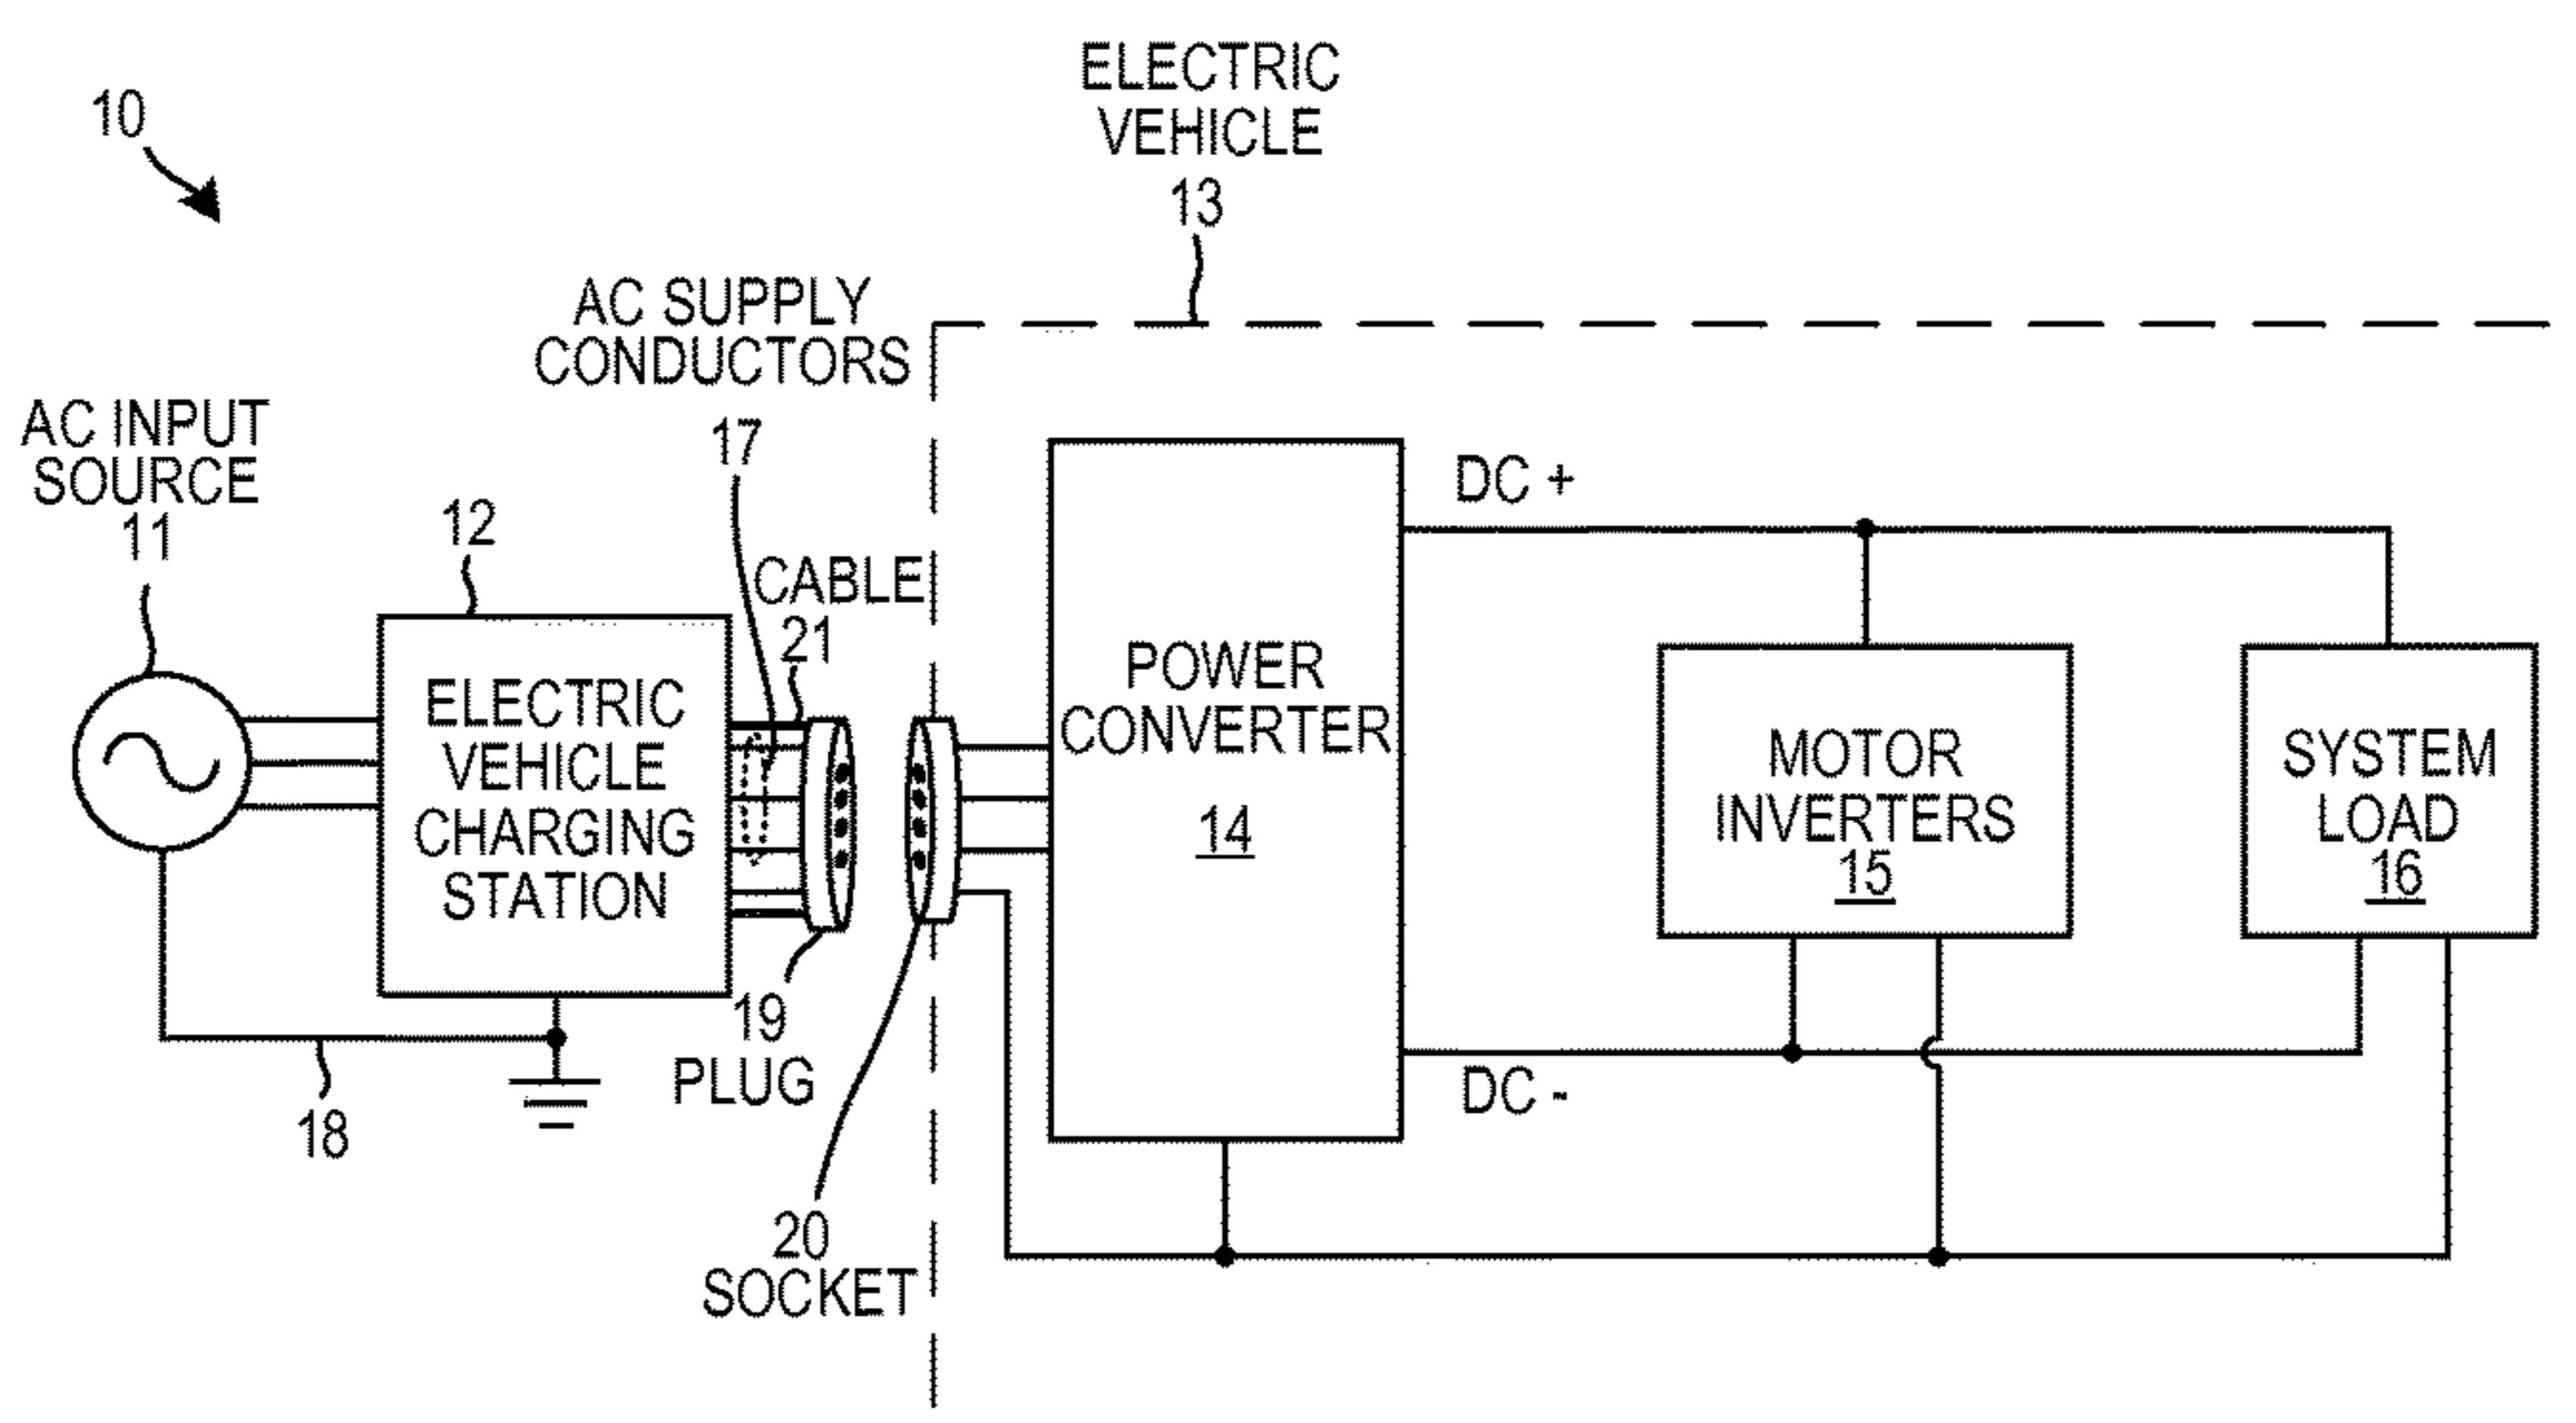 10
ELECTRIC
VEHICLE
13
AC SUPPLY
CONDUCTORS
17
AC INPUT
SOURCE
11
12
CABLE
21
DC +
ELECTRIC
VEHICLE
CHARGING
STATION
POWER
CONVERTER
14
MOTOR
INVERTERS
15
SYSTEM
LOAD
16
19
PLUG
DC -
18
20
SOCKET